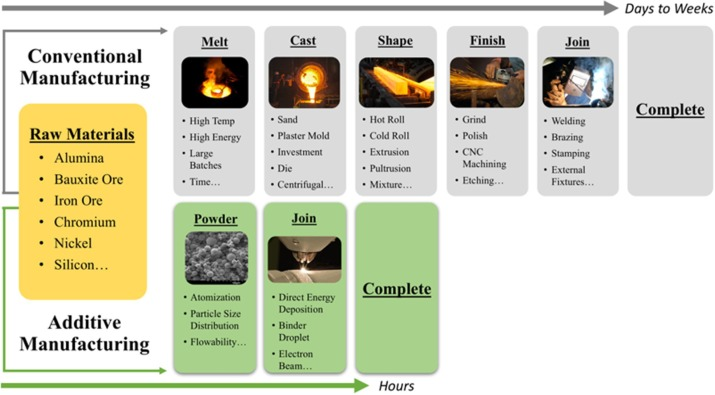 Days to Weeks
Conventional
Manufacturing
Raw Materials
• Alumina
• Bauxite Ore
• Iron Ore
• Chromium
• Nickel
• Silicon…
Additive
Manufacturing
Melt
• High Temp
• High Energy
• Large
Batches
• Time…
Cast
• Sand
• Plaster Mold
• Investment
• Die
• Centrifugal…
Shape
• Hot Roll
• Cold Roll
• Extrusion
• Pultrusion
• Mixture…
Finish
• Grind
• Polish
• CNC
Machining
• Etching…
Join
• Welding
• Brazing
• Stamping
• External
Fixtures…
Complete
Powder
• Atomization
• Particle Size
Distribution
• Flowability…
Join
• Direct Energy
Deposition
• Binder
Droplet
• Electron
Beam…
Complete
Hours